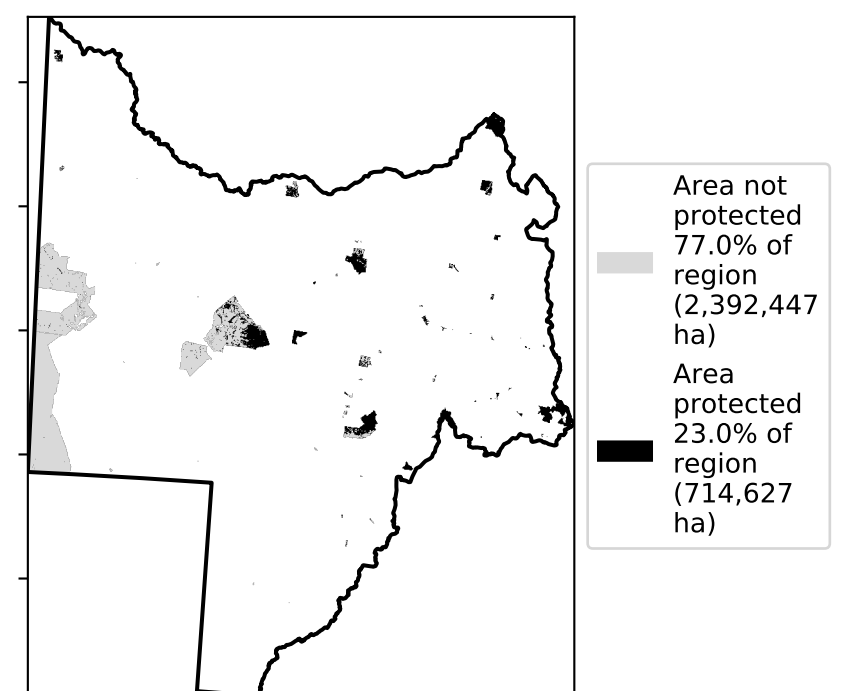 Area not
protected
77.0% of
region
(2,392,447
ha)
Area
protected
23.0% of
region
(714,627
ha)